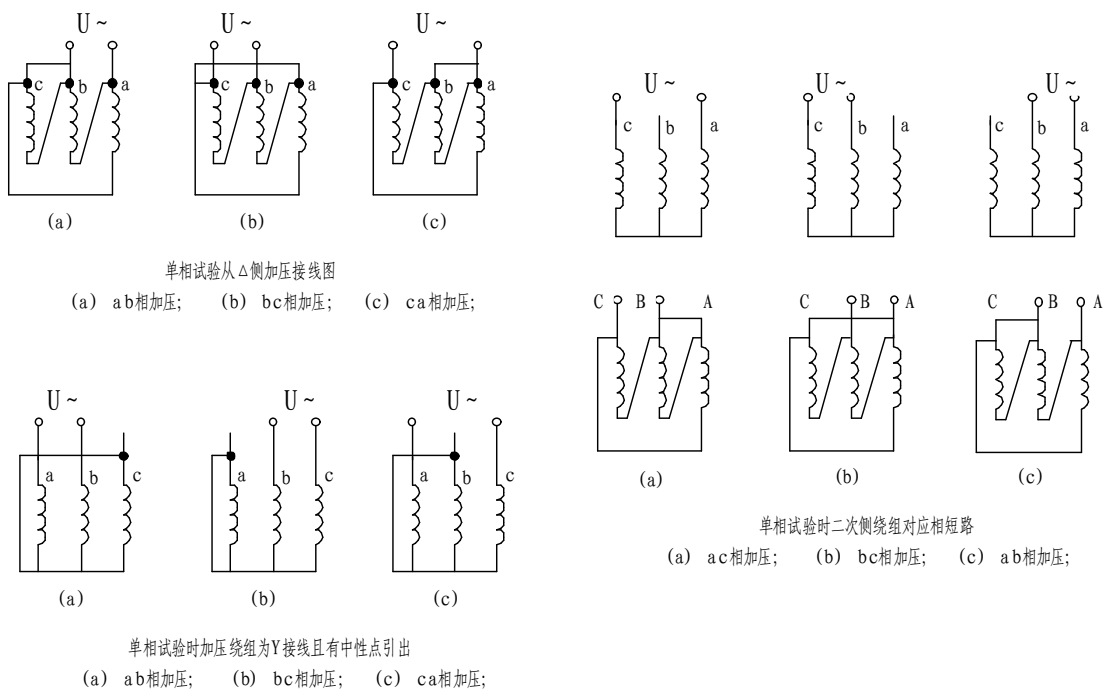 U~ U~ U~
c b a c b a c b a
(a) (b) (c)
单相试验从△侧加压接线图
(a) ab相加压; (b) bc相加压; (c) ca相加压;
U~ U~ U~
a b c a b c a b c
(a) (b) (c)
单相试验时加压绕组为Y接线且有中性点引出
(a) ab相加压; (b) bc相加压; (c) ca相加压;
U~ U~ U~
c b a c b a c b a
C B A C B A C B A
(a) (b) (c)
单相试验时二次侧绕组对应相短路
(a) ac相加压; (b) bc相加压; (c) ab相加压;